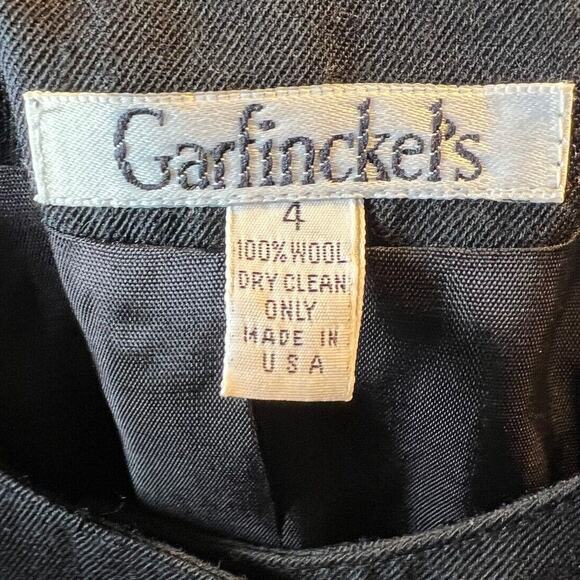 Garfinckel's
4
100% WOOL
DRY CLEAN
ONLY
MADE IN
USA